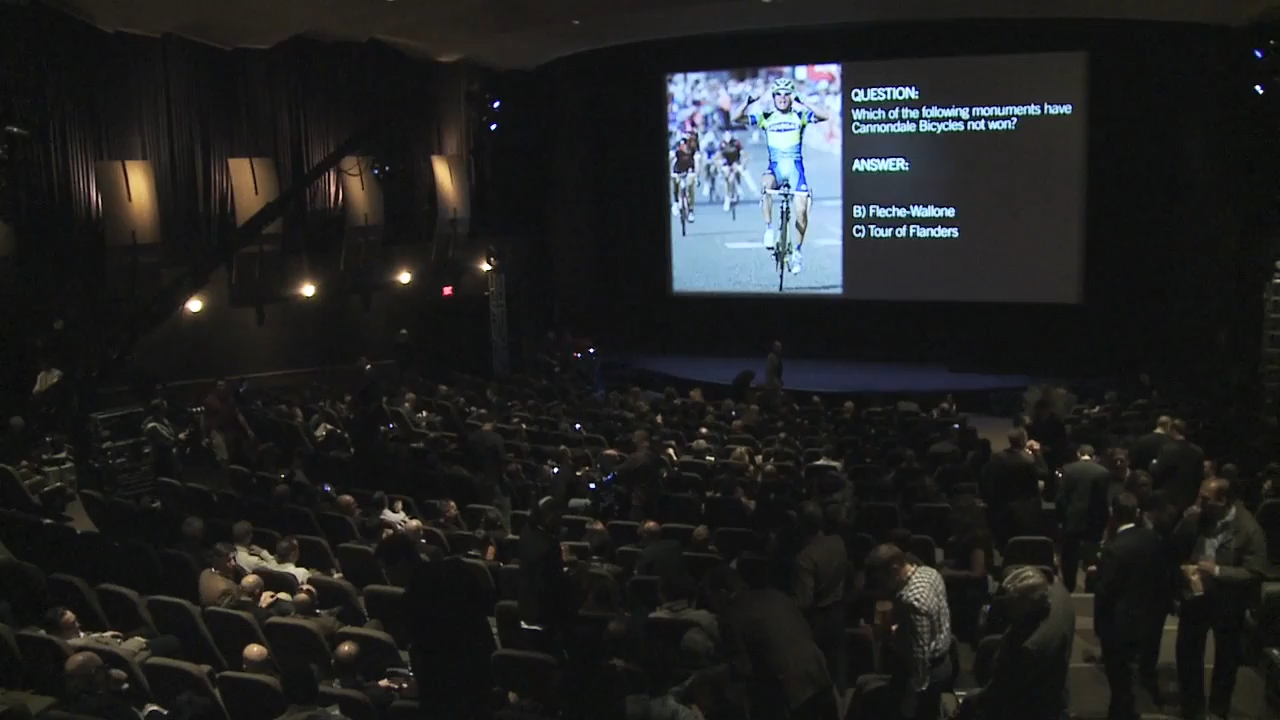 QUESTION:
Which of the following monuments have
Cannondale Bicycles not won?
ANSWER:
B) Fleche-Wallone
C) Tour of Flanders